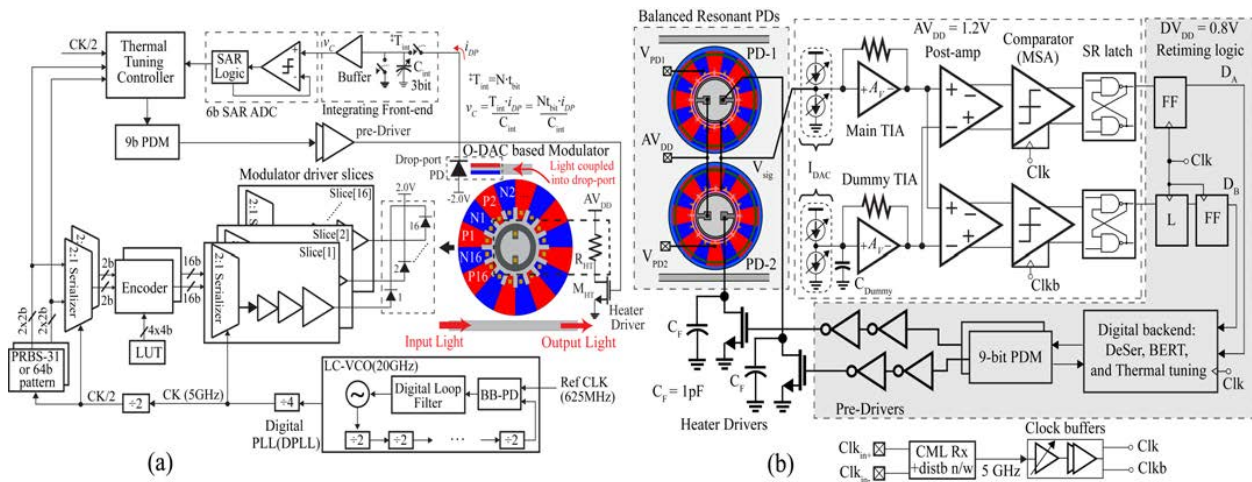 CK/2
Thermal
Tuning
Controller
SAR
Logic
6b SAR ADC
v_C
Buffer
‡T_int
C_int
3bit
Integrating Front-end
i_DP
‡T_int=N·t_bit
v_C = T_int·i_DP / C_int = Nt_bit·i_DP / C_int
9b PDM
pre-Driver
O-DAC based Modulator
Drop-port
PD
-2.0V
Light coupled
into drop-port
Modulator driver slices
Slice[16]
Slice[2]
Slice[1]
2:1 Serializer
2.0V
16
2
1
N2
P2
N1
P1
N16
P16
AV_DD
R_HT
M_HT
Heater
Driver
2:1 Serializer
2b
2b
Encoder
16b
16b
4x4b
LUT
2x2b
2x2b
PRBS-31
or 64b
pattern
Input Light
Output Light
CK/2
÷2
CK (5GHz)
÷4
Digital
PLL(DPLL)
LC-VCO(20GHz)
Digital Loop
Filter
BB-PD
Ref CLK
(625MHz)
÷2
÷2
···
÷2
(a)
Balanced Resonant PDs
V_PD1
PD-1
AV_DD
V_sig
V_PD2
PD-2
AV_DD = 1.2V
Post-amp
Comparator
(MSA)
SR latch
A_F
Main TIA
I_DAC
Dummy TIA
A_F
C_Dummy
Clk
Clkb
DV_DD = 0.8V
Retiming logic
D_A
FF
Clk
D_B
L
FF
Digital backend:
DeSer, BERT,
and Thermal tuning
Clk
9-bit PDM
Pre-Drivers
C_F
C_F
C_F = 1pF
Heater Drivers
(b)
Clk_in+
Clk_in-
CML Rx
+distb n/w
5 GHz
Clock buffers
Clk
Clkb